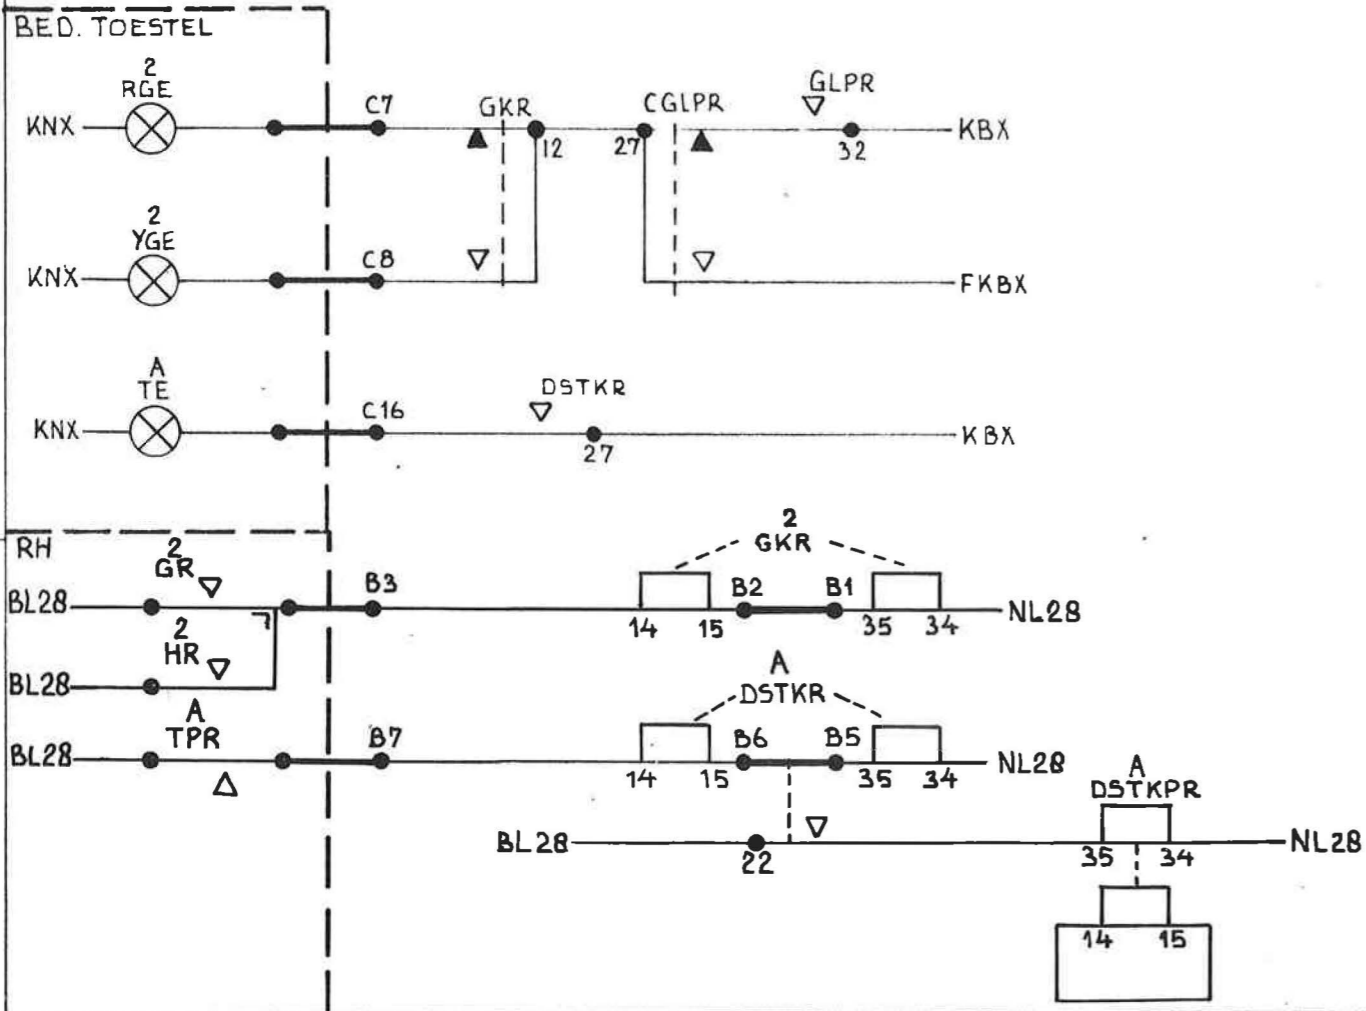 BED. TOESTEL
2
RGE
KNX
C7
GKR
12
27
CGLPR
GLPR
32
KBX
2
YGE
KNX
C8
FKBX
A
TE
KNX
C16
DSTKR
27
KBX
RH
2
GR
BL28
B3
2
GKR
14
15
B2
B1
35
34
NL28
2
HR
BL28
A
TPR
BL28
B7
A
DSTKR
14
15
B6
B5
35
34
NL28
BL28
22
A
DSTKPR
35
34
NL28
14
15